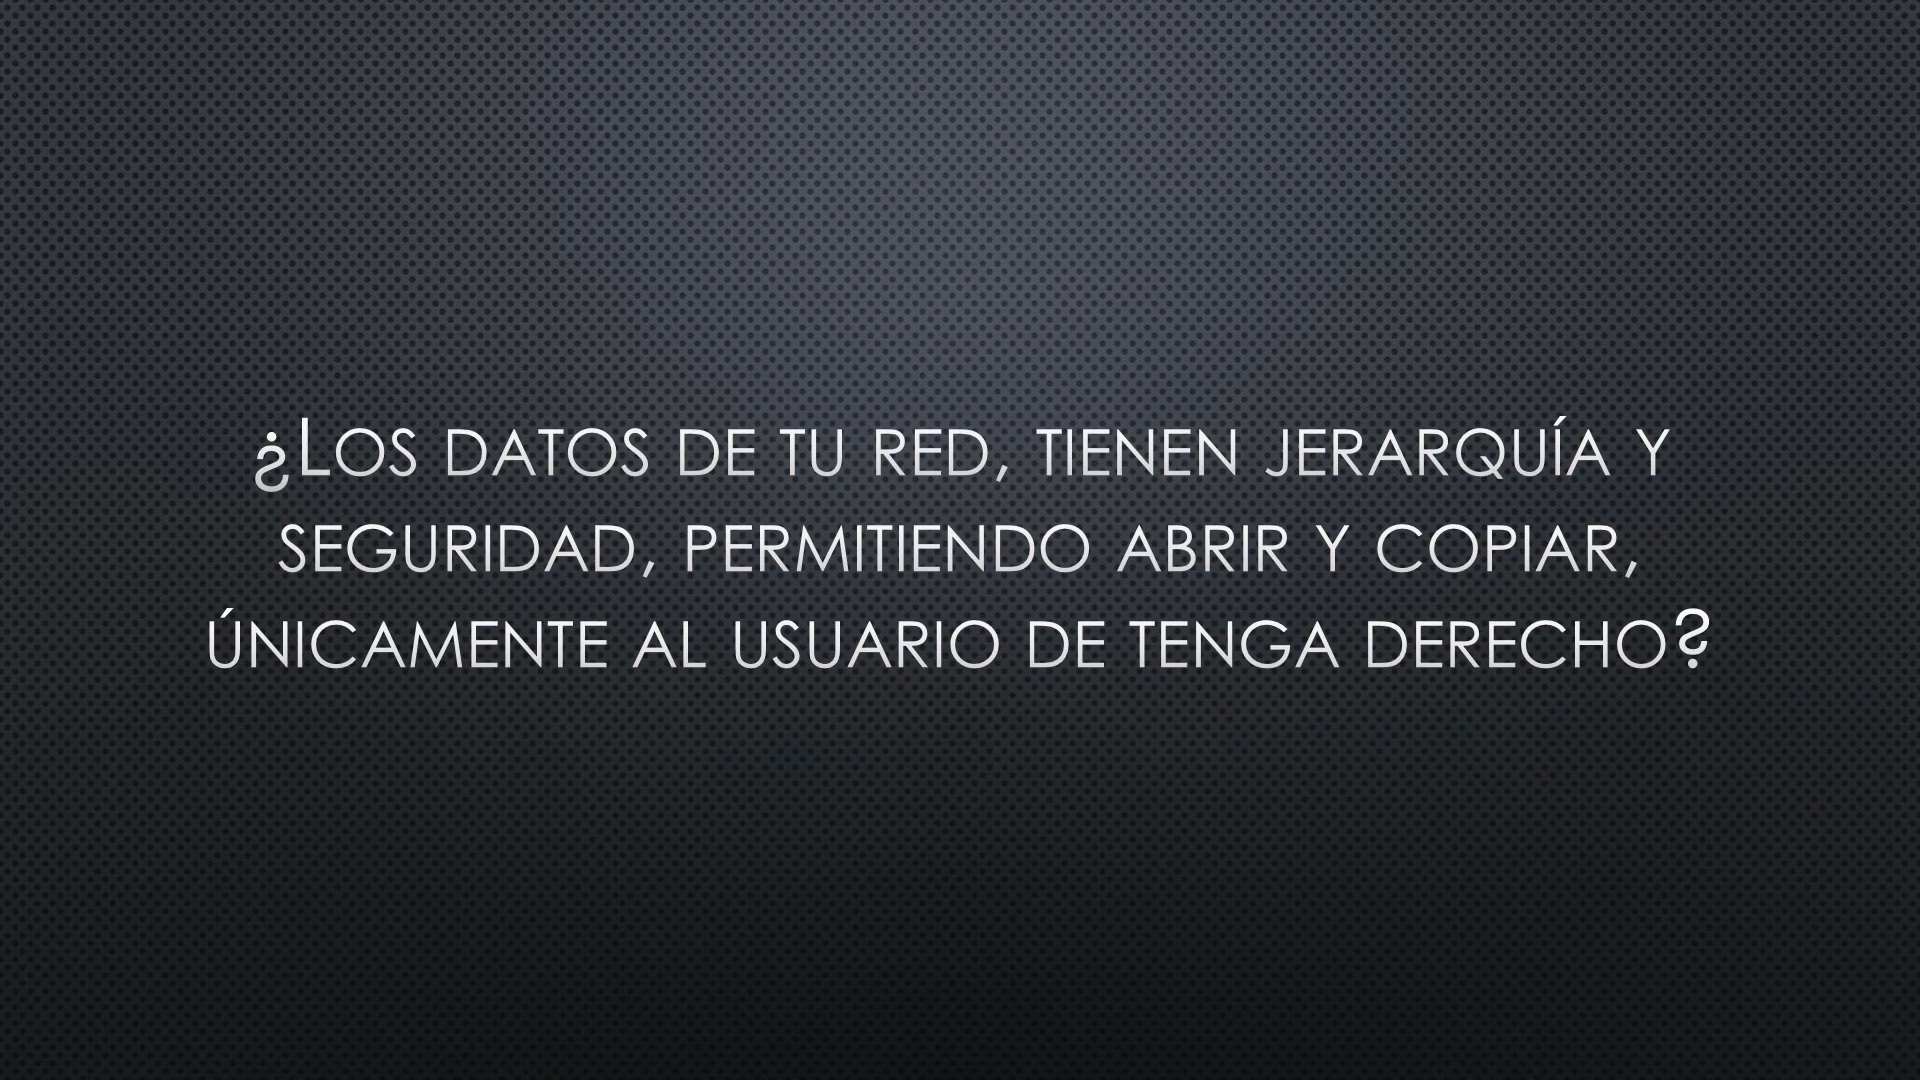 ¿Los datos de tu red, tienen jerarquía y
seguridad, permitiendo abrir y copiar,
únicamente al usuario de tenga derecho?